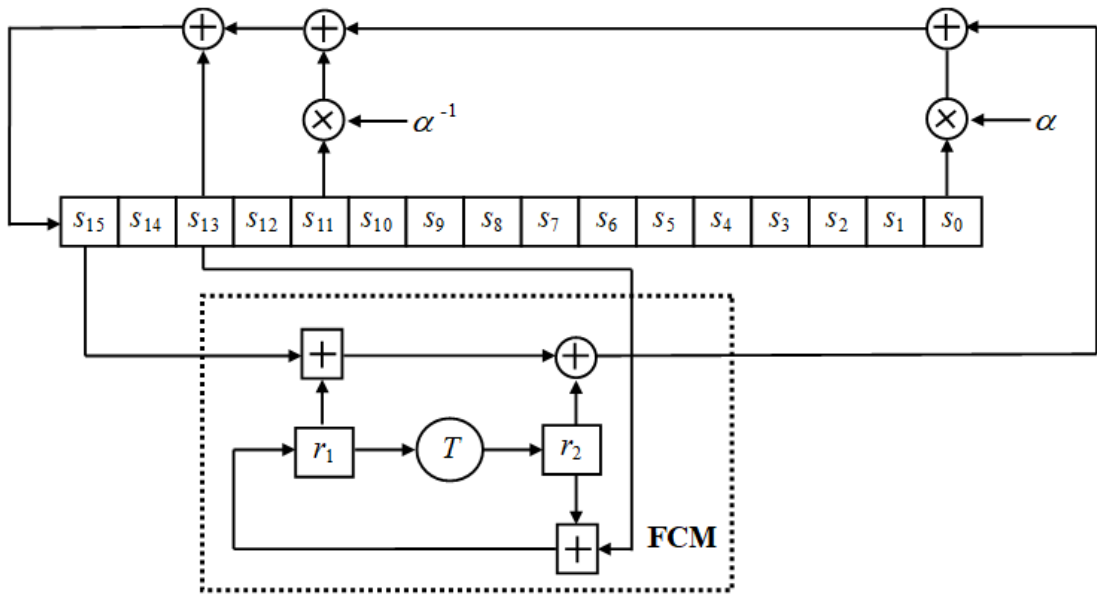 + + +
× α⁻¹ × α
s₁₅ s₁₄ s₁₃ s₁₂ s₁₁ s₁₀ s₉ s₈ s₇ s₆ s₅ s₄ s₃ s₂ s₁ s₀
+ +
r₁ T r₂
+ FCM